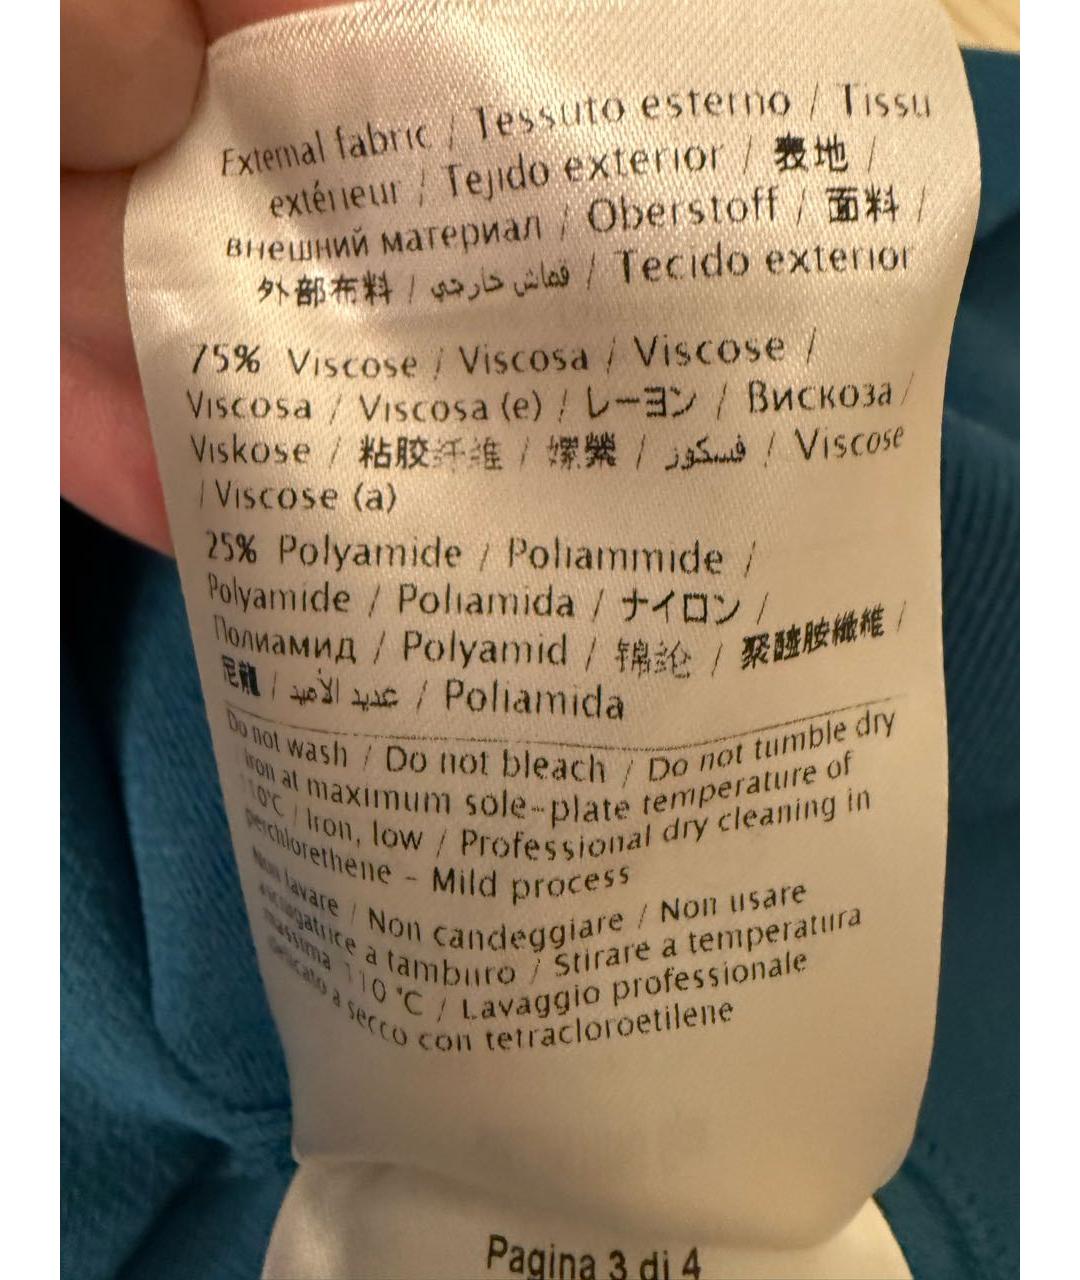 External fabric / Tessuto esterno / Tissu
extérieur / Tejido exterior / 表地 /
внешний материал / Oberstoff / 面料 /
外部布料 / قماش خارجي / Tecido exterior
75% Viscose / Viscosa / Viscose /
Viscosa / Viscosa (e) / レーヨン / Вискоза /
Viskose / 粘胶纤维 / 嫘縈 / فسكوز / Viscose
/ Viscose (a)
25% Polyamide / Poliammide /
Polyamide / Poliamida / ナイロン /
Полиамид / Polyamid / 锦纶 / 聚醯胺纖維 /
尼龍 / عديد الأميد / Poliamida
Do not wash / Do not bleach / Do not tumble dry
Iron at maximum sole-plate temperature of
110°C / Iron, low / Professional dry cleaning in
perchlorethene - Mild process
Non lavare / Non candeggiare / Non usare
asciugatrice a tamburo / Stirare a temperatura
massima 110 °C / Lavaggio professionale
delicato a secco con tetracloroetilene
Pagina 3 di 4